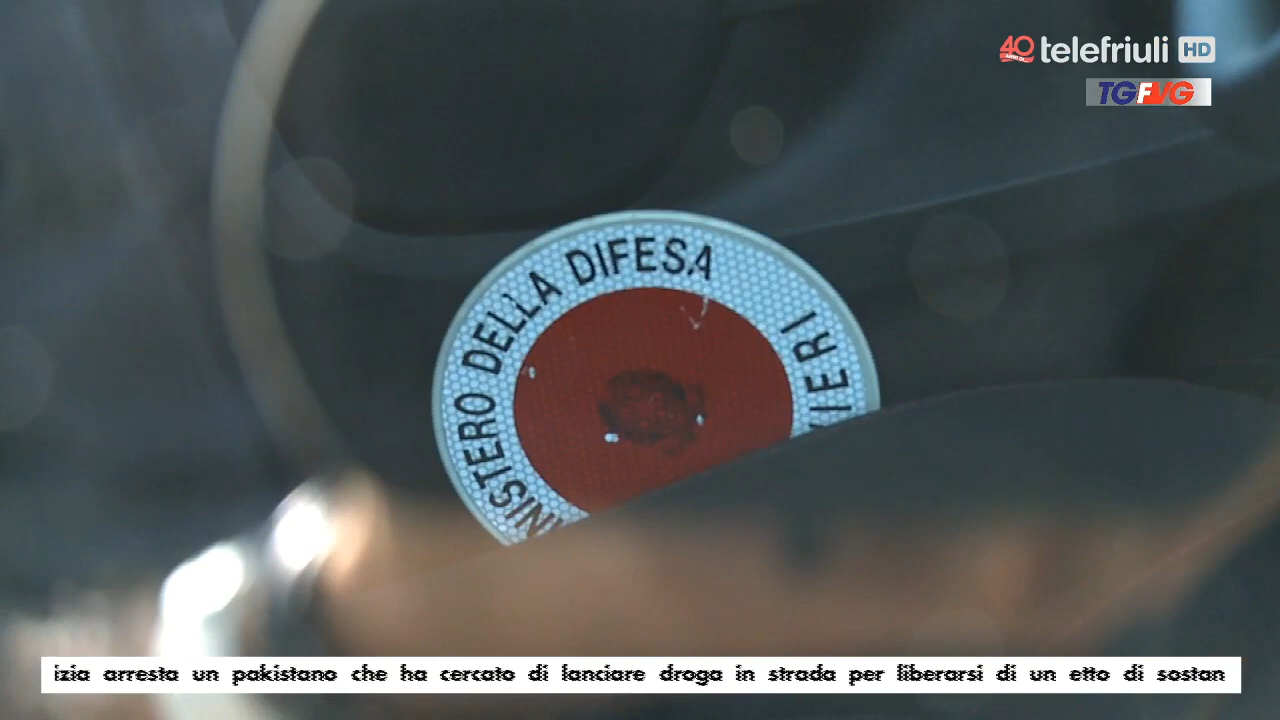 40 telefriuli HD
TGFVG
MINISTERO DELLA DIFESA
IERI
izia arresta un pakistano che ha cercato di lanciare droga in strada per liberarsi di un etto di sostan